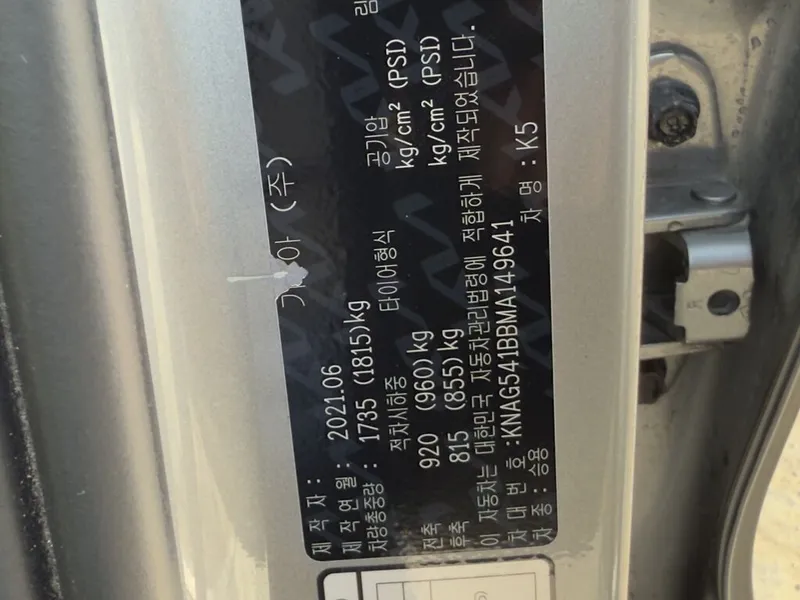 제 작 자 : 기아 (주)
제 작 연 월 : 2021.06
차량총중량 : 1735 (1815)kg
적차시하중 타이어형식 공기압 림
전축 920 (960)kg kg/cm² (PSI)
후축 815 (855)kg kg/cm² (PSI)
이 자동차는 대한민국 자동차관리법령에 적합하게 제작되었습니다.
차 대 번 호 :KNAG541BBMA149641
차종:승용 차 명 :K5